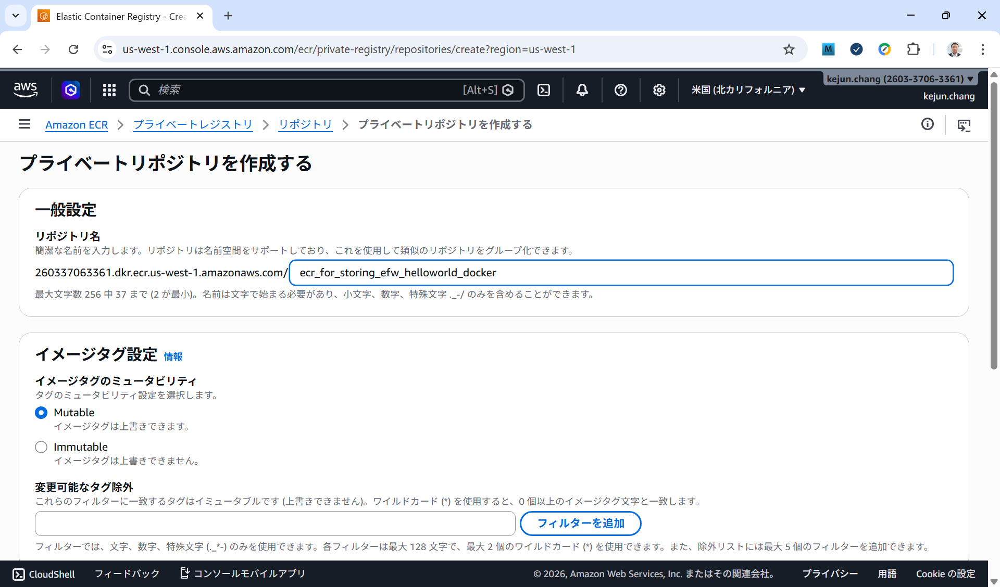 Elastic Container Registry - Crea
us-west-1.console.aws.amazon.com/ecr/private-registry/repositories/create?region=us-west-1
M
aws
検索
[Alt+S]
米国 (北カリフォルニア) ▼
kejun.chang (2603-3706-3361) ▼
kejun.chang
Amazon ECR > プライベートレジストリ > リポジトリ > プライベートリポジトリを作成する
プライベートリポジトリを作成する
一般設定
リポジトリ名
簡潔な名前を入力します。リポジトリは名前空間をサポートしており、これを使用して類似のリポジトリをグループ化できます。
260337063361.dkr.ecr.us-west-1.amazonaws.com/ ecr_for_storing_efw_helloworld_docker
最大文字数 256 中 37 まで (2 が最小)。名前は文字で始まる必要があり、小文字、数字、特殊文字 ._-/ のみを含めることができます。
イメージタグ設定 情報
イメージタグのミュータビリティ
タグのミュータビリティ設定を選択します。
Mutable
イメージタグは上書きできます。
Immutable
イメージタグは上書きできません。
変更可能なタグ除外
これらのフィルターに一致するタグはイミュータブルです (上書きできません)。ワイルドカード (*) を使用すると、0 個以上のイメージタグ文字と一致します。
フィルターを追加
フィルターでは、文字、数字、特殊文字 (._*-) のみを使用できます。各フィルターは最大 128 文字で、最大 2 個のワイルドカード (*) を使用できます。また、除外リストには最大 5 個のフィルターを追加できます。
CloudShell
フィードバック
コンソールモバイルアプリ
© 2026, Amazon Web Services, Inc. またはその関連会社。
プライバシー
用語
Cookie の設定